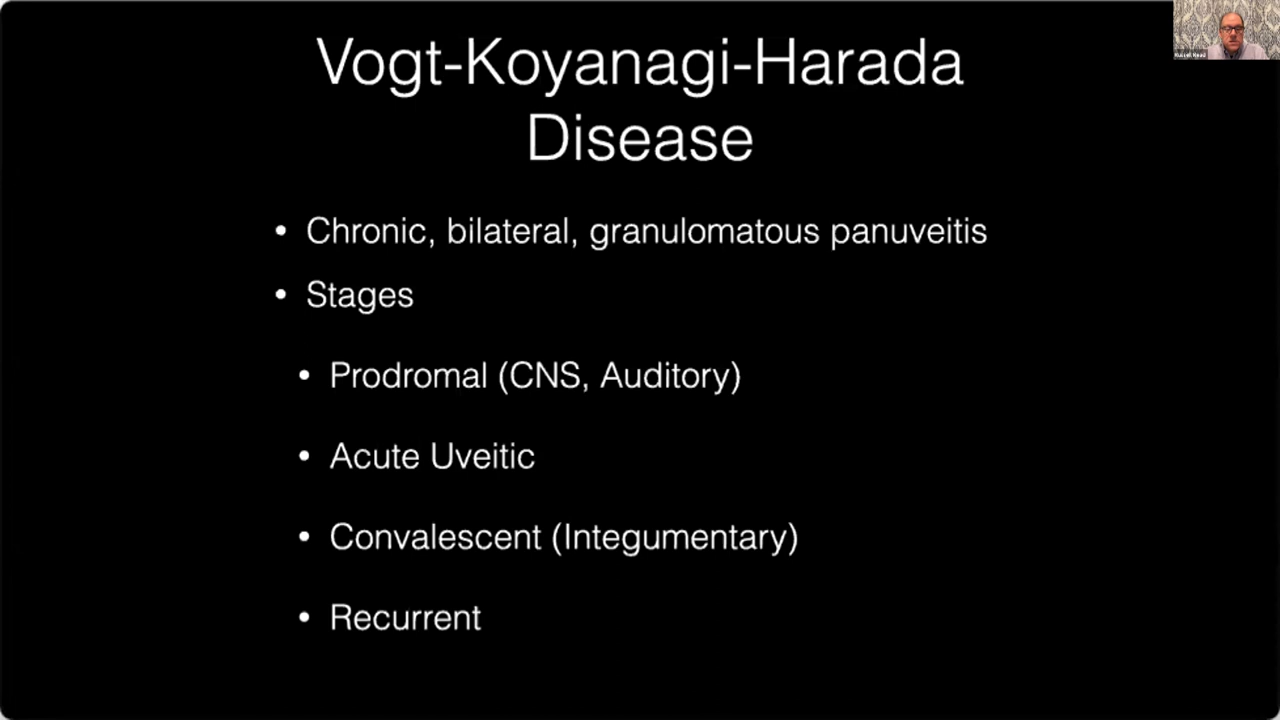 Vogt-Koyanagi-Harada
Disease
• Chronic, bilateral, granulomatous panuveitis
• Stages
• Prodromal (CNS, Auditory)
• Acute Uveitic
• Convalescent (Integumentary)
• Recurrent